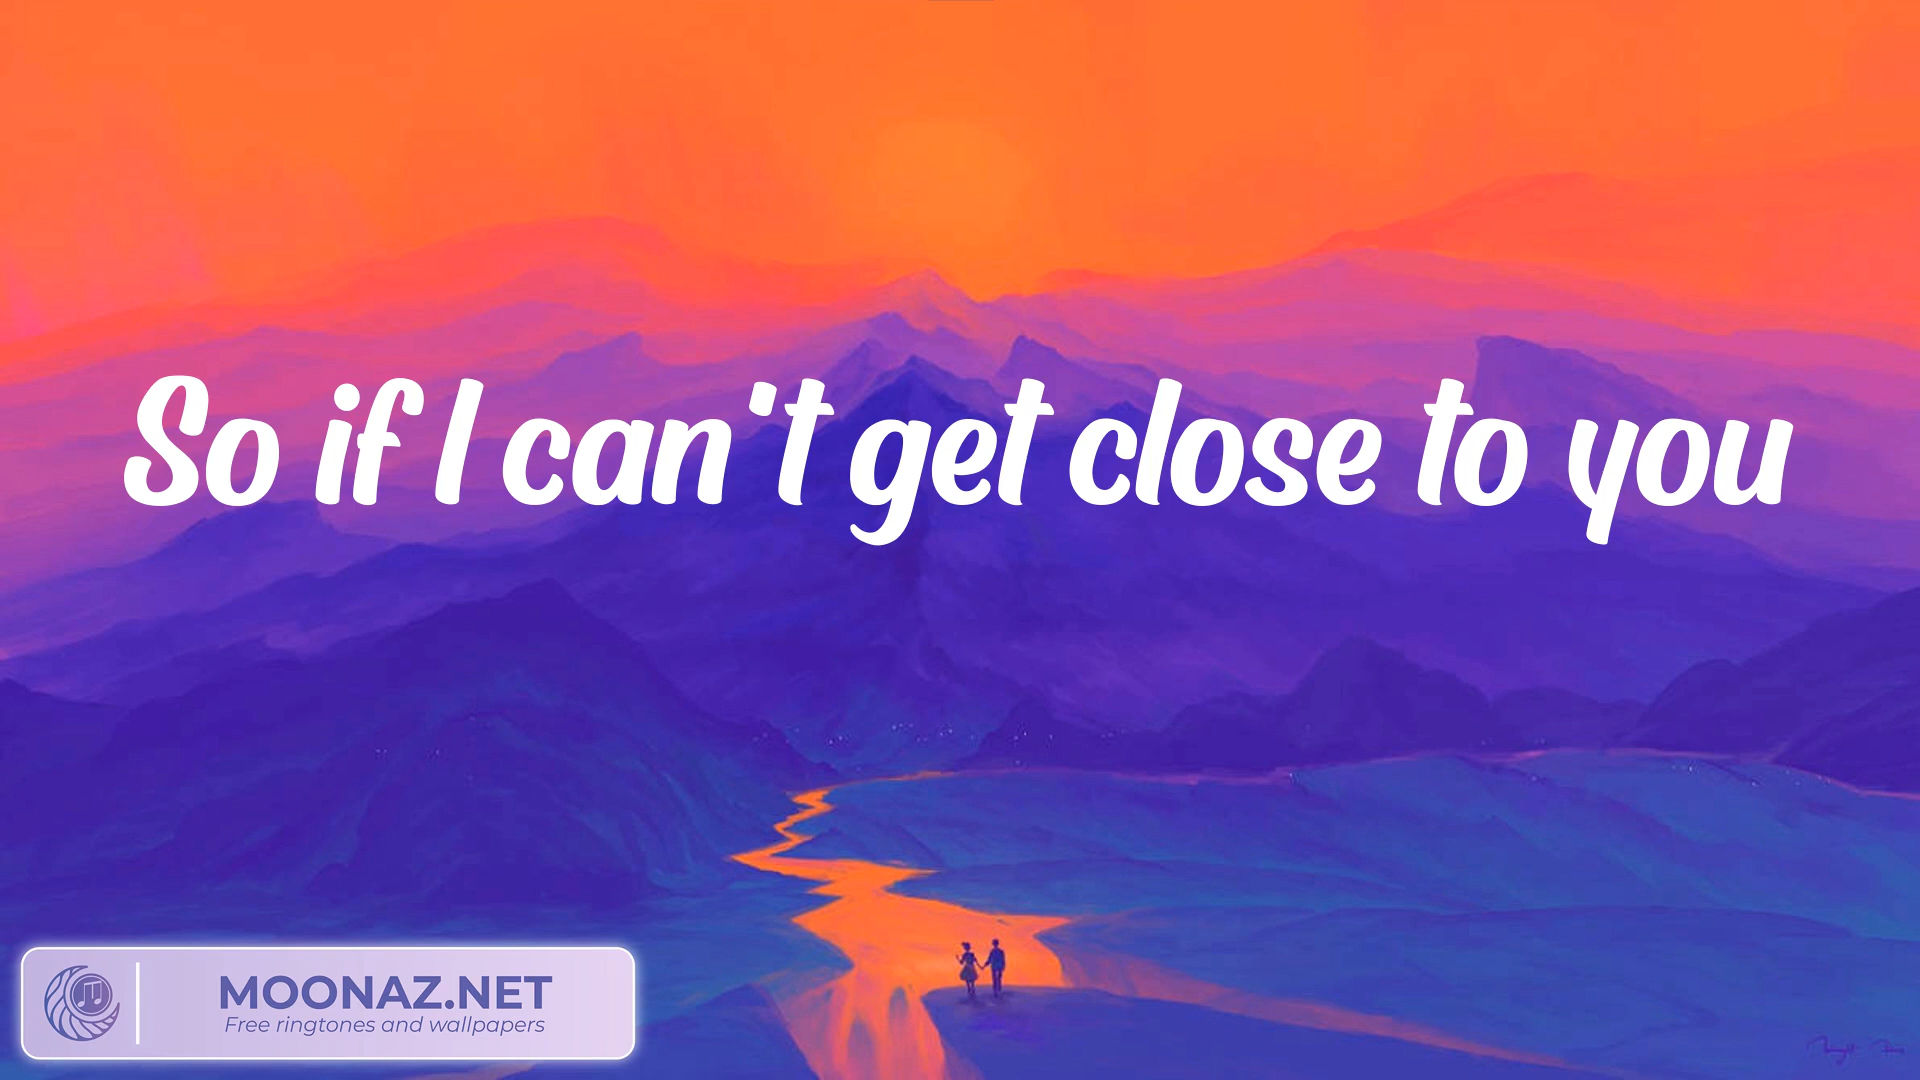 So if I can't get close to you
MOONAZ.NET
Free ringtones and wallpapers